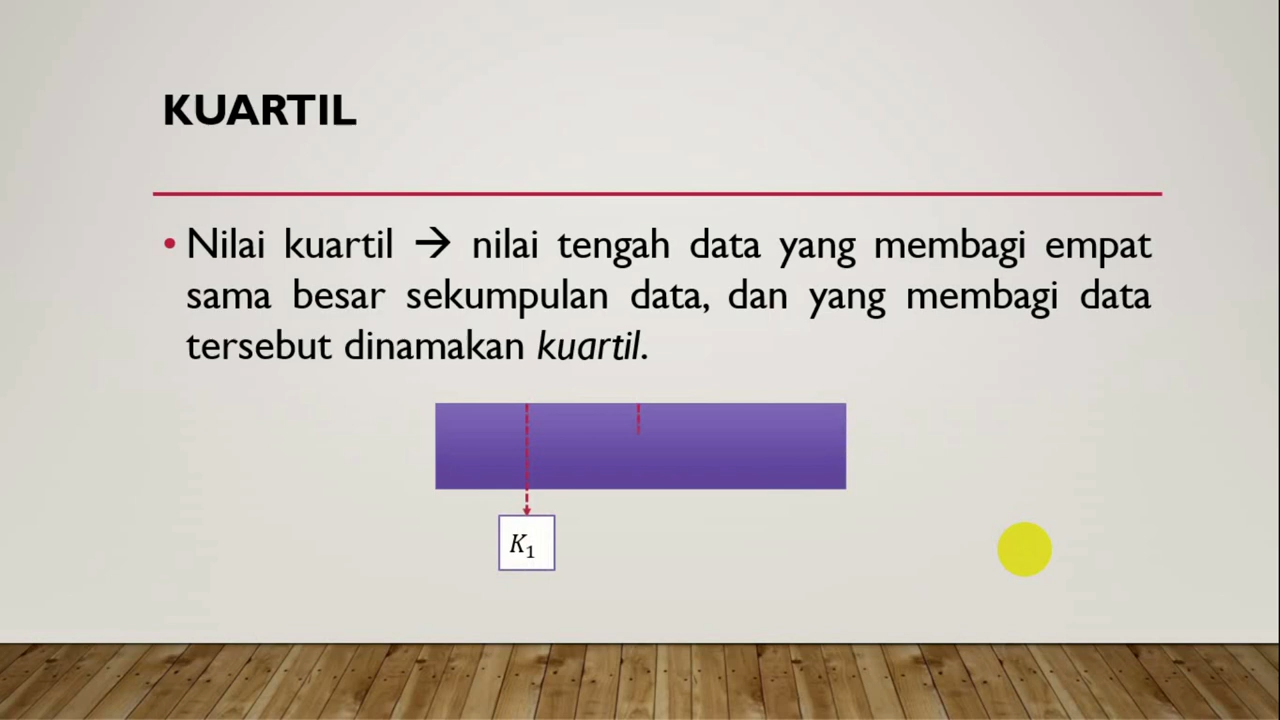 KUARTIL
• Nilai kuartil → nilai tengah data yang membagi empat
sama besar sekumpulan data, dan yang membagi data
tersebut dinamakan kuartil.
K₁